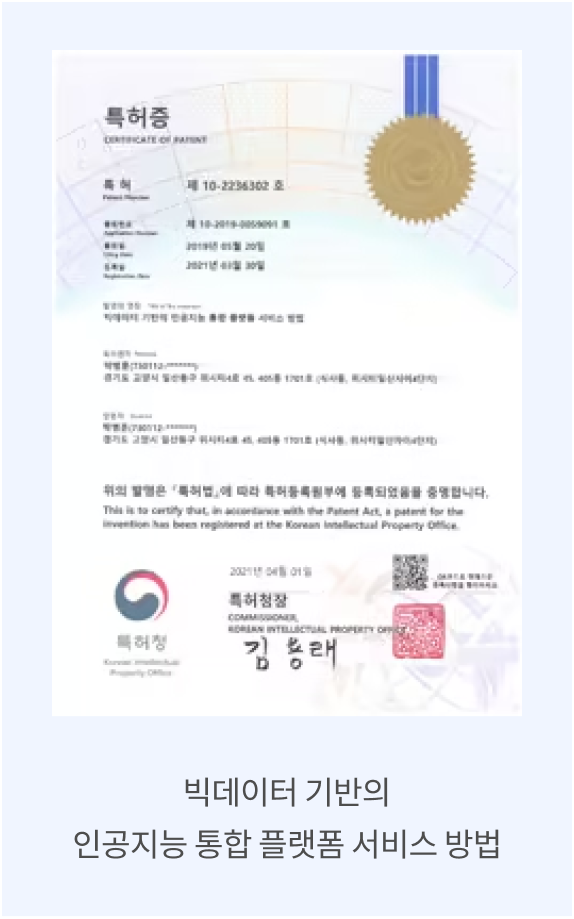 특허증
CERTIFICATE OF PATENT
특 허
Patent Number
제 10-2236302 호
출원번호
Application Number
제 10-2019-0059091 호
출원일
Filing Date
2019년 05월 20일
등록일
Registration Date
2021년 03월 30일
발명의 명칭 Title of the Invention
빅데이터 기반의 인공지능 통합 플랫폼 서비스 방법
특허권자 Patentee
(730112-*******)
경기도 고양시 일산동구 위시티4로 45, 405동 1701호 (식사동,
발명자 Inventor
(730112-*******)
경기도 고양시 일산동구 위시티4로 45, 405동 1701호 (식사동,
위의 발명은 「특허법」에 따라 특허등록원부에 등록되었음을 증명합니다.
This is to certify that, in accordance with the Patent Act, a patent for the
invention has been registered at the Korean Intellectual Property Office.
2021년 04월 01일
특허청장
COMMISSIONER,
KOREAN INTELLECTUAL PROPERTY OFFICE
김용래
특허청
Korean Intellectual
Property Office
빅데이터 기반의
인공지능 통합 플랫폼 서비스 방법